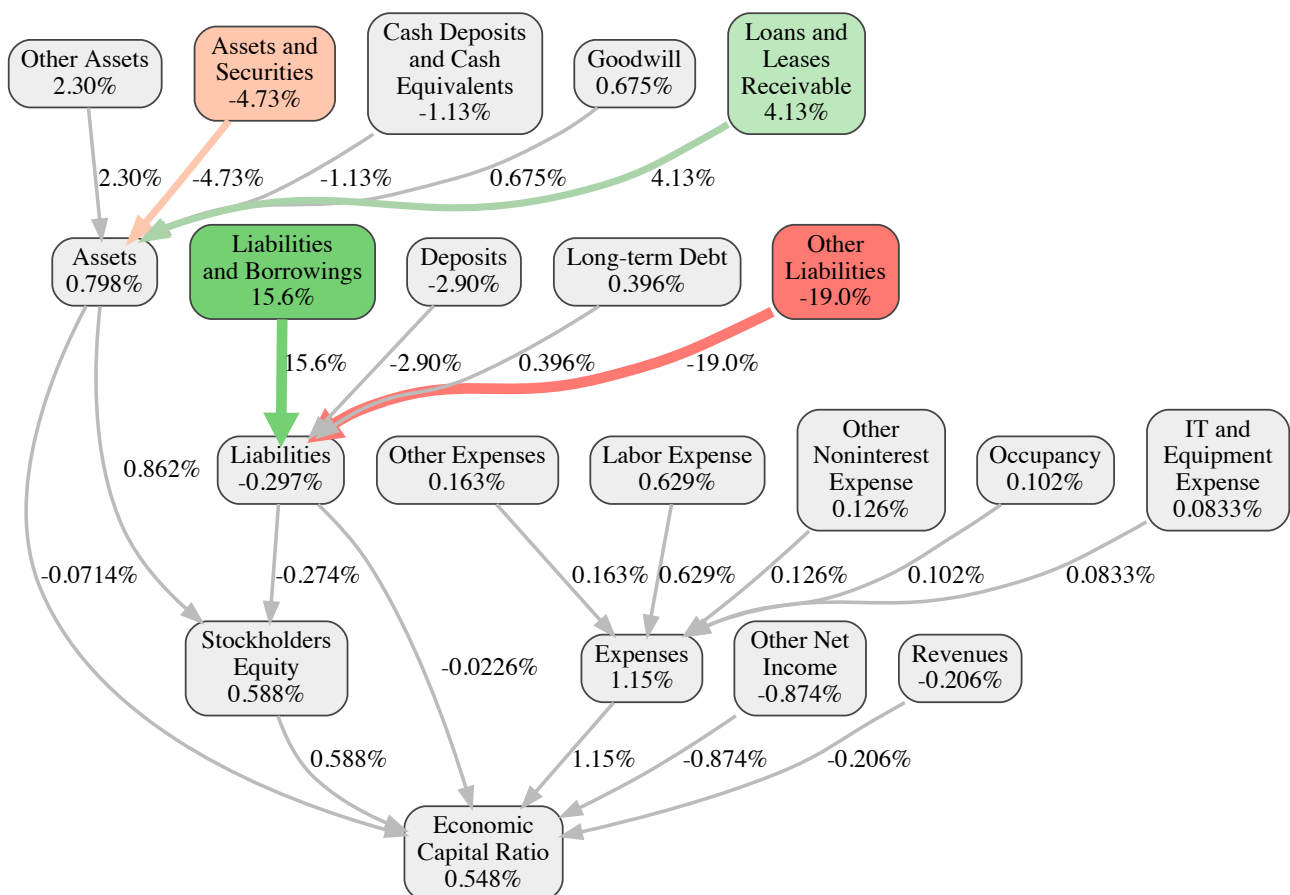 Other Assets
2.30%
Assets and
Securities
-4.73%
Cash Deposits
and Cash
Equivalents
-1.13%
Goodwill
0.675%
Loans and
Leases
Receivable
4.13%
2.30%
-4.73%
-1.13%
0.675%
4.13%
Assets
0.798%
Liabilities
and Borrowings
15.6%
Deposits
-2.90%
Long-term Debt
0.396%
Other
Liabilities
-19.0%
15.6%
-2.90%
0.396%
-19.0%
0.862%
Liabilities
-0.297%
Other Expenses
0.163%
Labor Expense
0.629%
Other
Noninterest
Expense
0.126%
Occupancy
0.102%
IT and
Equipment
Expense
0.0833%
-0.0714%
-0.274%
0.163%
0.629%
0.126%
0.102%
0.0833%
Stockholders
Equity
0.588%
-0.0226%
Expenses
1.15%
Other Net
Income
-0.874%
Revenues
-0.206%
0.588%
1.15%
-0.874%
-0.206%
Economic
Capital Ratio
0.548%